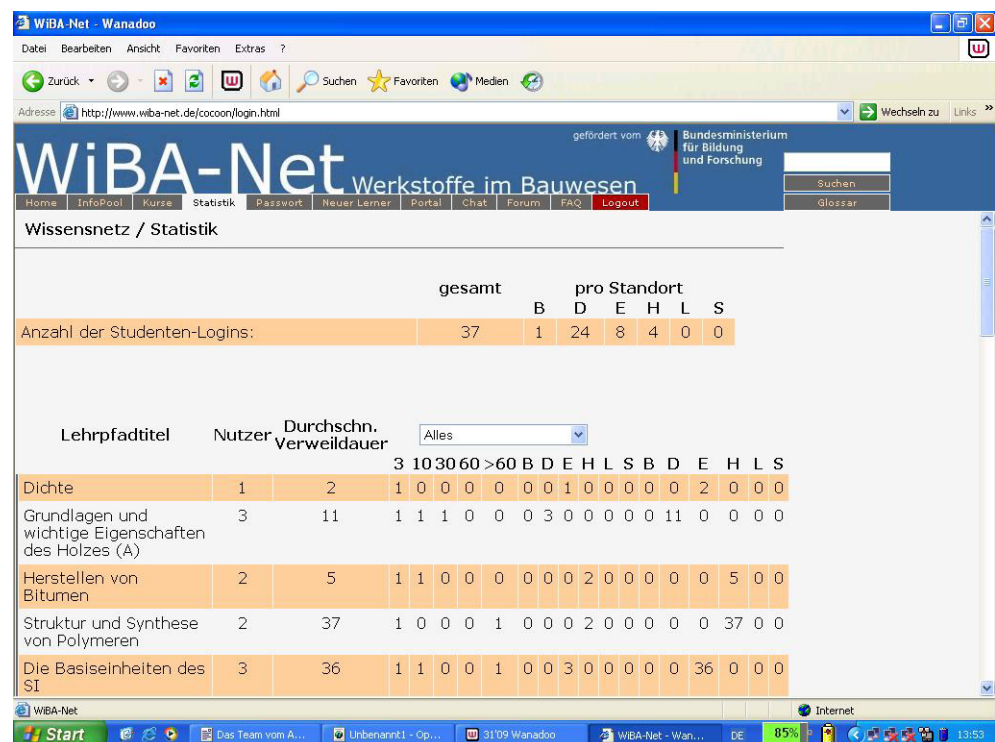 WiBA-Net - Wanadoo
Datei Bearbeiten Ansicht Favoriten Extras ?
Zurück Suchen Favoriten Medien
Adresse http://www.wiba-net.de/cocoon/login.html Wechseln zu Links »
gefördert vom
Bundesministerium
für Bildung
und Forschung
WiBA-Net Werkstoffe im Bauwesen
Suchen
Home InfoPool Kurse Statistik Passwort Neuer Lerner Portal Chat Forum FAQ Logout Glossar
Wissensnetz / Statistik
gesamt pro Standort
B D E H L S
Anzahl der Studenten-Logins: 37 1 24 8 4 0 0
Lehrpfadtitel Nutzer Durchschn. Verweildauer Alles
3 10 30 60 >60 B D E H L S B D E H L S
Dichte 1 2 1 0 0 0 0 0 0 1 0 0 0 0 0 2 0 0 0
Grundlagen und 3 11 1 1 1 0 0 0 3 0 0 0 0 0 11 0 0 0 0
wichtige Eigenschaften
des Holzes (A)
Herstellen von 2 5 1 1 0 0 0 0 0 0 2 0 0 0 0 0 5 0 0
Bitumen
Struktur und Synthese 2 37 1 0 0 0 1 0 0 0 2 0 0 0 0 0 37 0 0
von Polymeren
Die Basiseinheiten des 3 36 1 1 0 0 1 0 0 3 0 0 0 0 0 36 0 0 0
SI
WiBA-Net Internet
Start Das Team vom A... Unbenannt1 - Op... 31'09 Wanadoo WiBA-Net - Wan... DE 85% 13:53